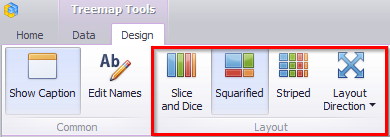 Treemap Tools
Home Data Design
Show Caption
Edit Names
Slice
and Dice
Squarified
Striped
Layout
Direction
Common
Layout